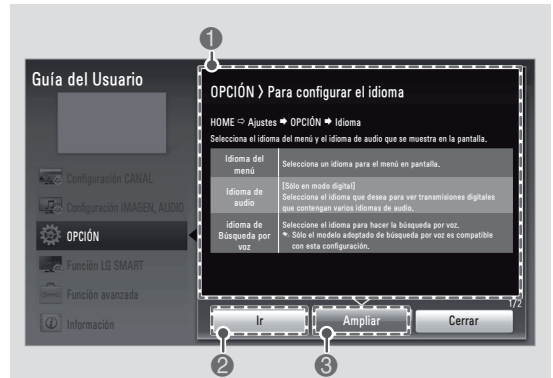 1
Guía del Usuario
Configuración CANAL
Configuración IMAGEN, AUDIO
OPCIÓN
Función LG SMART
Función avanzada
Información
OPCIÓN > Para configurar el idioma
HOME ⇨ Ajustes ➡ OPCIÓN ➡ Idioma
Selecciona el idioma del menú y el idioma de audio que se muestra en la pantalla.
Idioma del menú
Selecciona un idioma para el menú en pantalla.
Idioma de audio
[Sólo en modo digital]
Selecciona el idioma que desea para ver transmisiones digitales
que contengan varios idiomas de audio.
idioma de Búsqueda por voz
Seleccione el idioma para hacer la búsqueda por voz.
Sólo el modelo adoptado de búsqueda por voz es compatible
con esta configuración.
1/2
Ir
Ampliar
Cerrar
2
3